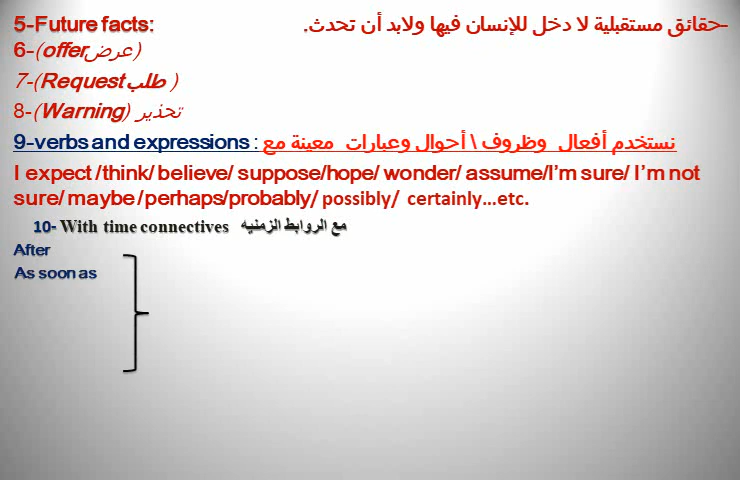 5-Future facts: -حقائق مستقبلية لا دخل للإنسان فيها ولابد أن تحدث.
6-(offer عرض)
7-(Request طلب )
8-(Warning) تحذير
9-verbs and expressions : نستخدم أفعال وظروف \ أحوال وعبارات معينة مع
I expect /think/ believe/ suppose/hope/ wonder/ assume/I'm sure/ I'm not
sure/ maybe /perhaps/probably/ possibly/ certainly...etc.
10- With time connectives مع الروابط الزمنيه
After
As soon as